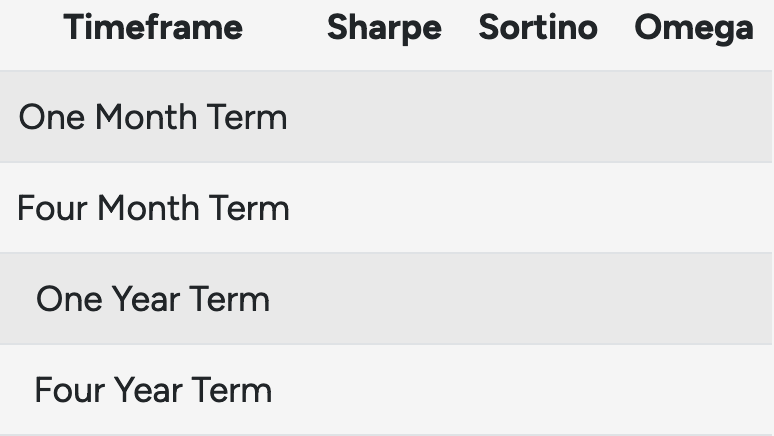 Timeframe Sharpe Sortino Omega
One Month Term
Four Month Term
One Year Term
Four Year Term